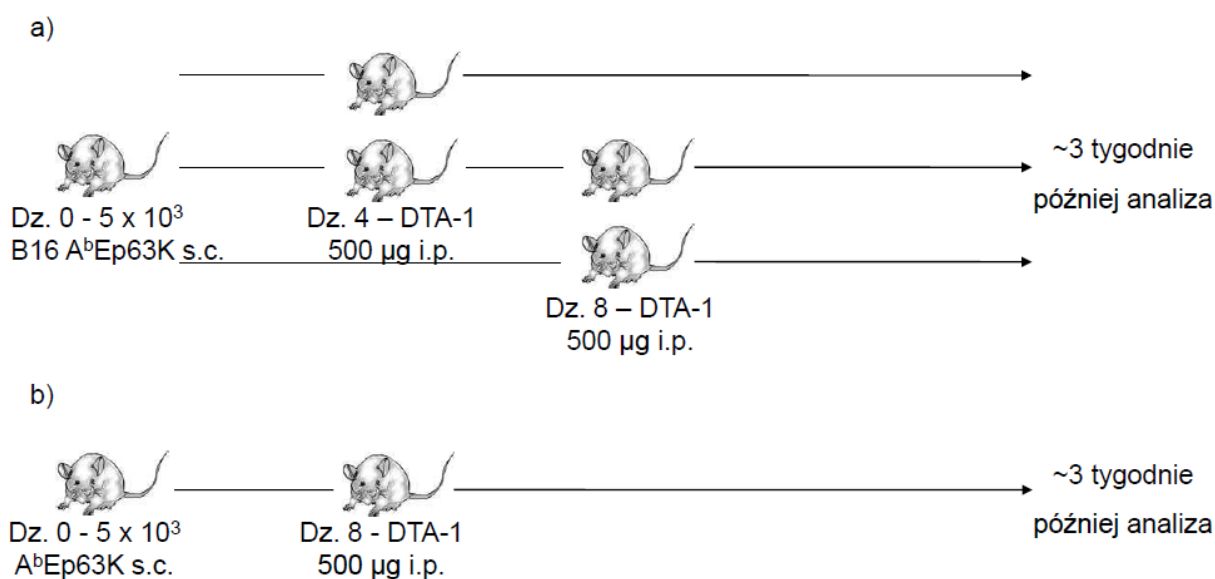 a)
~3 tygodnie
później analiza
Dz. 0 - 5 x 10³
B16 AᵇEp63K s.c.
Dz. 4 – DTA-1
500 µg i.p.
Dz. 8 – DTA-1
500 µg i.p.
b)
~3 tygodnie
później analiza
Dz. 0 - 5 x 10³
AᵇEp63K s.c.
Dz. 8 - DTA-1
500 µg i.p.